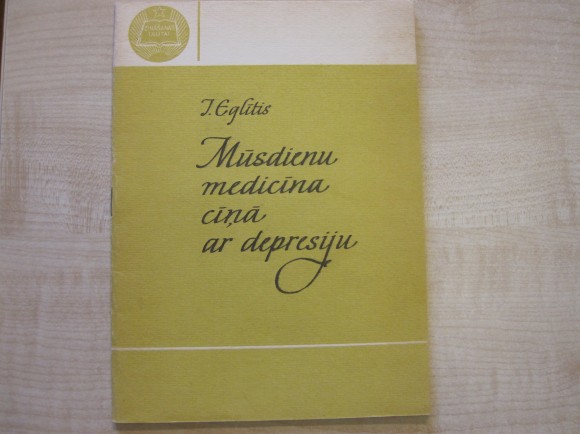 I. Eglītis
Mūsdienu
medicīna
cīņā
ar depresiju